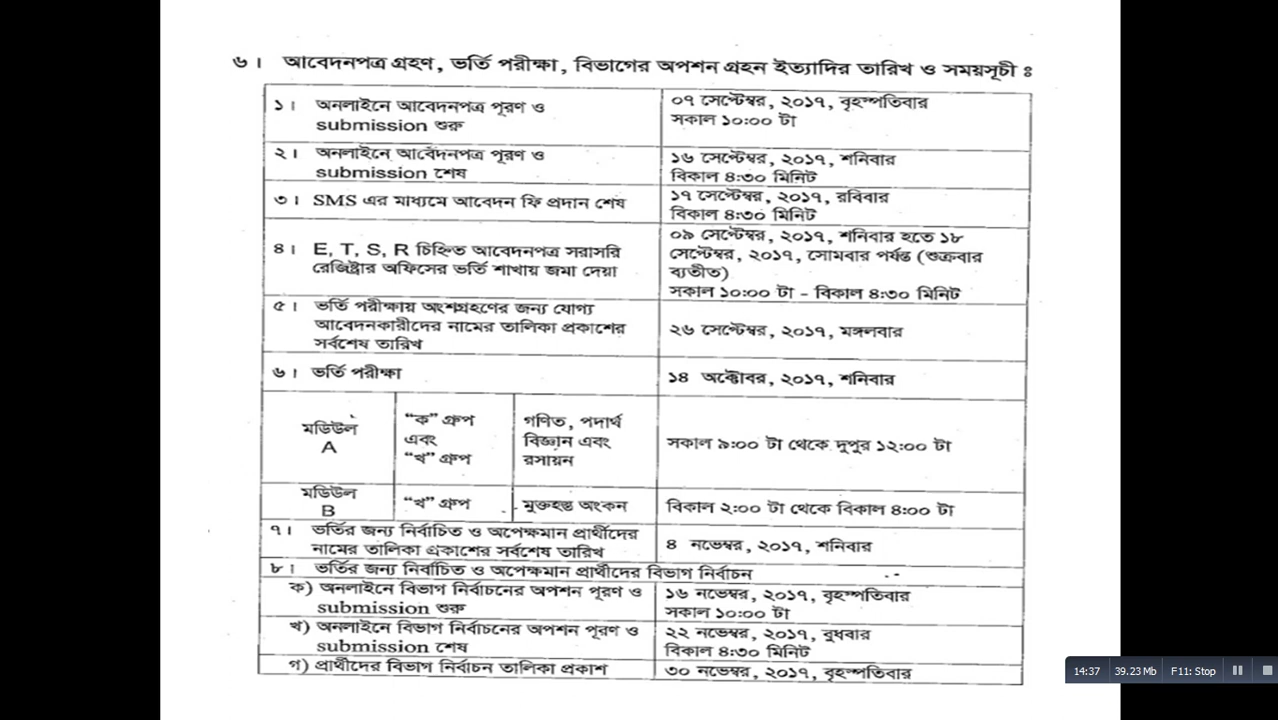 ৬। আবেদনপত্র গ্রহণ, ভর্তি পরীক্ষা, বিভাগের অপশন গ্রহন ইত্যাদির তারিখ ও সময়সূচী ঃ
১। অনলাইনে আবেদনপত্র পূরণ ও
submission শুরু
০৭ সেপ্টেম্বর, ২০১৭, বৃহস্পতিবার
সকাল ১০:০০ টা
২। অনলাইনে আবেদনপত্র পূরণ ও
submission শেষ
১৬ সেপ্টেম্বর, ২০১৭, শনিবার
বিকাল ৪:৩০ মিনিট
৩। SMS এর মাধ্যমে আবেদন ফি প্রদান শেষ
১৭ সেপ্টেম্বর, ২০১৭, রবিবার
বিকাল ৪:৩০ মিনিট
৪। E, T, S, R চিহ্নিত আবেদনপত্র সরাসরি
রেজিস্ট্রার অফিসের ভর্তি শাখায় জমা দেয়া
০৯ সেপ্টেম্বর, ২০১৭, শনিবার হতে ১৮
সেপ্টেম্বর, ২০১৭, সোমবার পর্যন্ত (শুক্রবার
ব্যতীত)
সকাল ১০:০০ টা - বিকাল ৪:৩০ মিনিট
৫। ভর্তি পরীক্ষায় অংশগ্রহণের জন্য যোগ্য
আবেদনকারীদের নামের তালিকা প্রকাশের
সর্বশেষ তারিখ
২৬ সেপ্টেম্বর, ২০১৭, মঙ্গলবার
৬। ভর্তি পরীক্ষা
১৪ অক্টোবর, ২০১৭, শনিবার
মডিউল
A
“ক” গ্রুপ
এবং
“খ” গ্রুপ
গণিত, পদার্থ
বিজ্ঞান এবং
রসায়ন
সকাল ৯:০০ টা থেকে দুপুর ১২:০০ টা
মডিউল
B
“খ” গ্রুপ
মুক্তহস্ত অংকন
বিকাল ২:০০ টা থেকে বিকাল ৪:০০ টা
৭। ভর্তির জন্য নির্বাচিত ও অপেক্ষমান প্রার্থীদের
নামের তালিকা প্রকাশের সর্বশেষ তারিখ
৪ নভেম্বর, ২০১৭, শনিবার
৮। ভর্তির জন্য নির্বাচিত ও অপেক্ষমান প্রার্থীদের বিভাগ নির্বাচন
ক) অনলাইনে বিভাগ নির্বাচনের অপশন পূরণ ও
submission শুরু
১৬ নভেম্বর, ২০১৭, বৃহস্পতিবার
সকাল ১০:০০ টা
খ) অনলাইনে বিভাগ নির্বাচনের অপশন পূরণ ও
submission শেষ
২২ নভেম্বর, ২০১৭, বুধবার
বিকাল ৪:৩০ মিনিট
গ) প্রার্থীদের বিভাগ নির্বাচন তালিকা প্রকাশ
৩০ নভেম্বর, ২০১৭, বৃহস্পতিবার
14:37 39.23 Mb F11: Stop